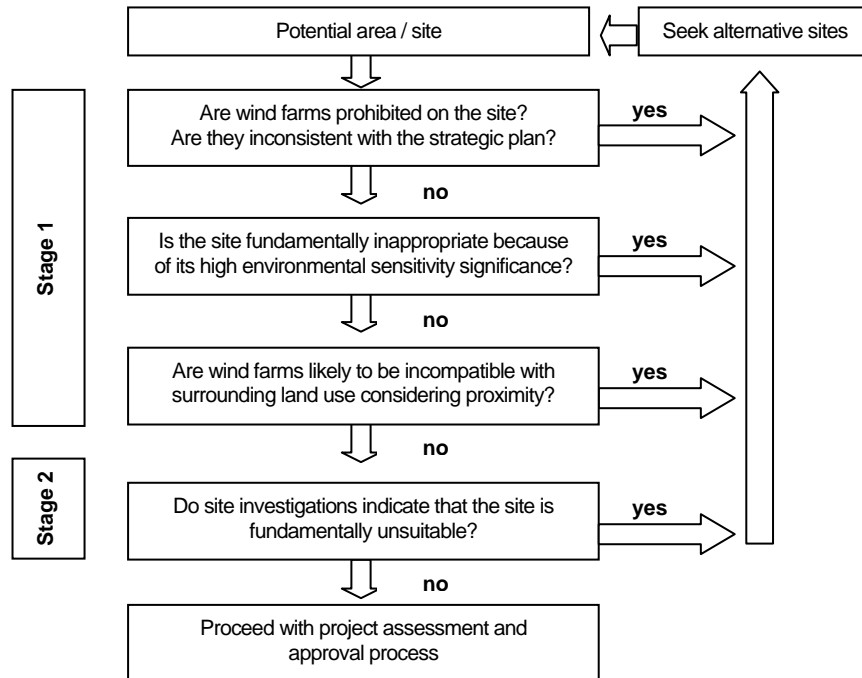 Potential area / site
Seek alternative sites
Stage 1
Are wind farms prohibited on the site?
Are they inconsistent with the strategic plan?
yes
no
Is the site fundamentally inappropriate because
of its high environmental sensitivity significance?
yes
no
Are wind farms likely to be incompatible with
surrounding land use considering proximity?
yes
no
Stage 2
Do site investigations indicate that the site is
fundamentally unsuitable?
yes
no
Proceed with project assessment and
approval process